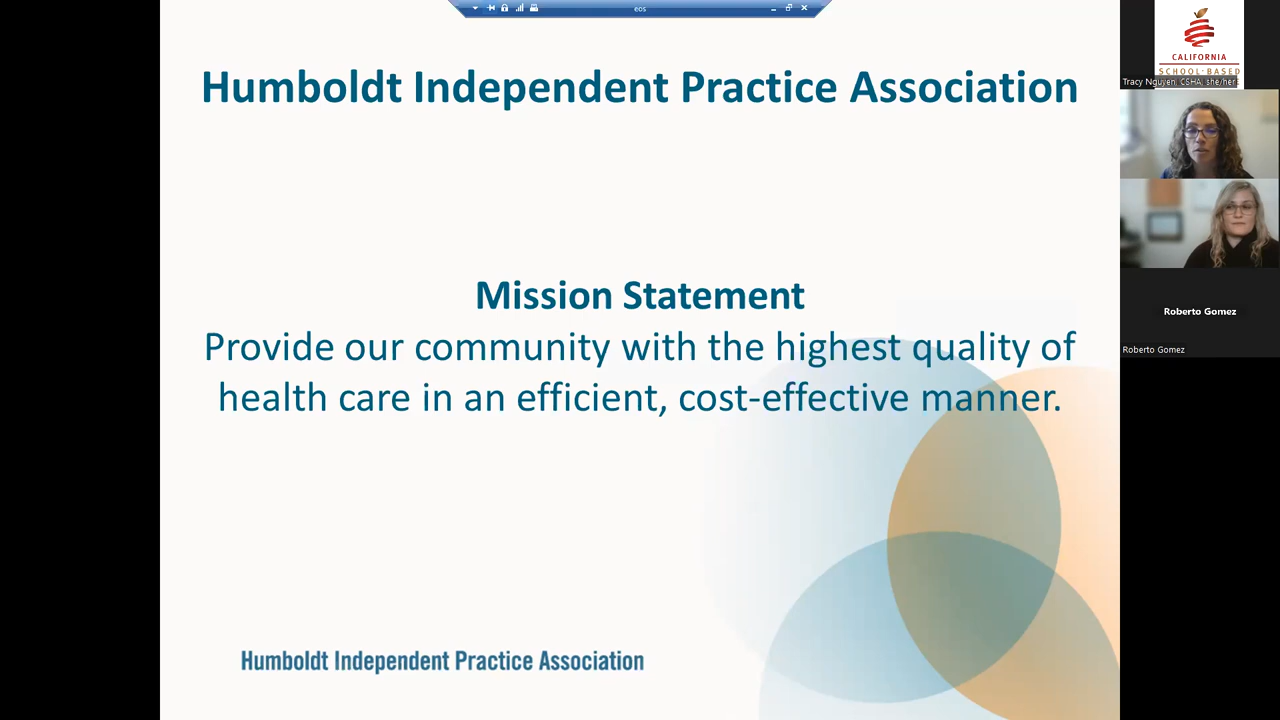 eos
Humboldt Independent Practice Association
Mission Statement
Provide our community with the highest quality of
health care in an efficient, cost-effective manner.
Humboldt Independent Practice Association
CALIFORNIA
SCHOOL-BASED
Tracy Nguyen, CSHA, she/her
Roberto Gomez
Roberto Gomez